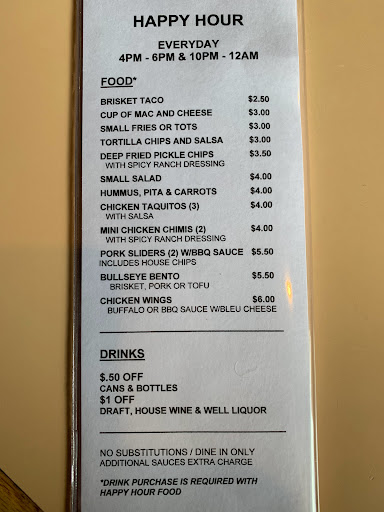 HAPPY HOUR
EVERYDAY
4PM - 6PM & 10PM - 12AM
FOOD*
BRISKET TACO $2.50
CUP OF MAC AND CHEESE $3.00
SMALL FRIES OR TOTS $3.00
TORTILLA CHIPS AND SALSA $3.00
DEEP FRIED PICKLE CHIPS $3.50
WITH SPICY RANCH DRESSING
SMALL SALAD $4.00
HUMMUS, PITA & CARROTS $4.00
CHICKEN TAQUITOS (3) $4.00
WITH SALSA
MINI CHICKEN CHIMIS (2) $4.00
WITH SPICY RANCH DRESSING
PORK SLIDERS (2) W/BBQ SAUCE $5.50
INCLUDES HOUSE CHIPS
BULLSEYE BENTO $5.50
BRISKET, PORK OR TOFU
CHICKEN WINGS $6.00
BUFFALO OR BBQ SAUCE W/BLEU CHEESE
DRINKS
$.50 OFF
CANS & BOTTLES
$1 OFF
DRAFT, HOUSE WINE & WELL LIQUOR
NO SUBSTITUTIONS / DINE IN ONLY
ADDITIONAL SAUCES EXTRA CHARGE
*DRINK PURCHASE IS REQUIRED WITH
HAPPY HOUR FOOD